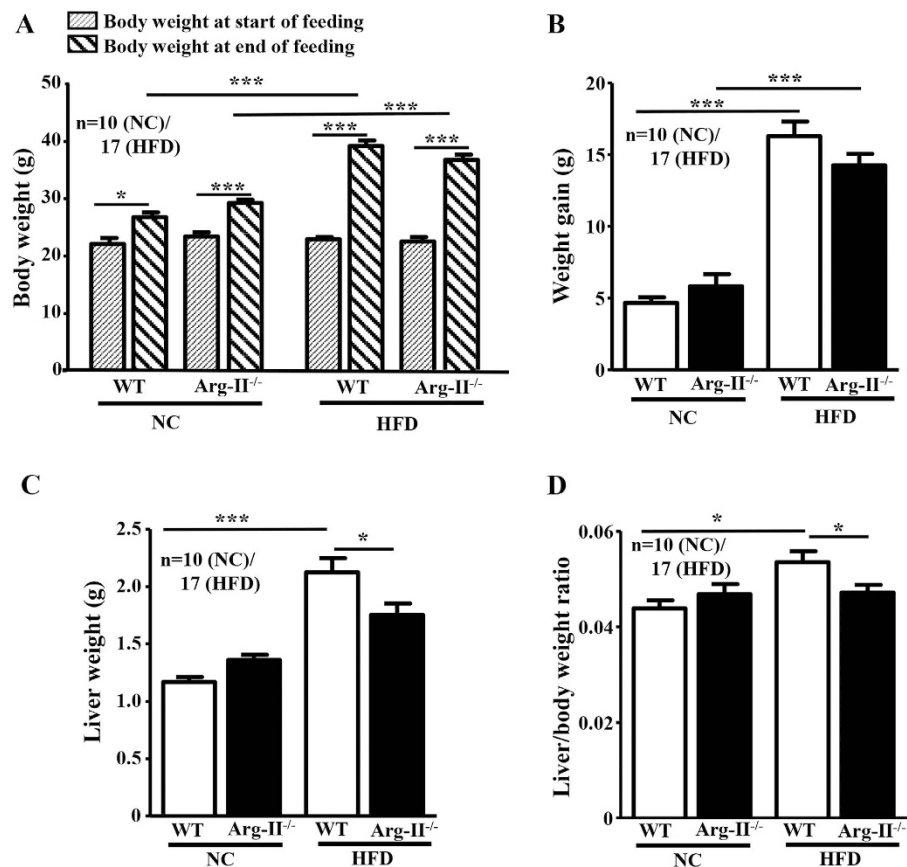 A
Body weight at start of feeding
Body weight at end of feeding
***
***
n=10 (NC)/
17 (HFD)
***
***
*
***
50
40
30
20
10
0
Body weight (g)
WT
Arg-II-/-
WT
Arg-II-/-
NC
HFD
B
***
***
n=10 (NC)/
17 (HFD)
20
15
10
5
0
Weight gain (g)
WT
Arg-II-/-
WT
Arg-II-/-
NC
HFD
C
***
*
n=10 (NC)/
17 (HFD)
2.5
2.0
1.5
1.0
0.5
0
Liver weight (g)
WT
Arg-II-/-
WT
Arg-II-/-
NC
HFD
D
*
*
n=10 (NC)/
17 (HFD)
0.06
0.04
0.02
0
Liver/body weight ratio
WT
Arg-II-/-
WT
Arg-II-/-
NC
HFD